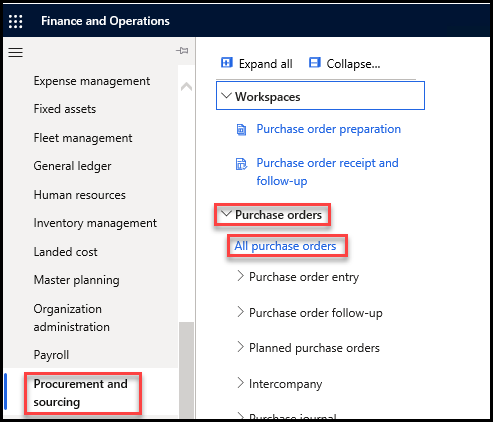 Finance and Operations
Expense management
Fixed assets
Fleet management
General ledger
Human resources
Inventory management
Landed cost
Master planning
Organization
administration
Payroll
Procurement and
sourcing
Expand all
Collapse...
Workspaces
Purchase order preparation
Purchase order receipt and
follow-up
Purchase orders
All purchase orders
Purchase order entry
Purchase order follow-up
Planned purchase orders
Intercompany
Purchase journal